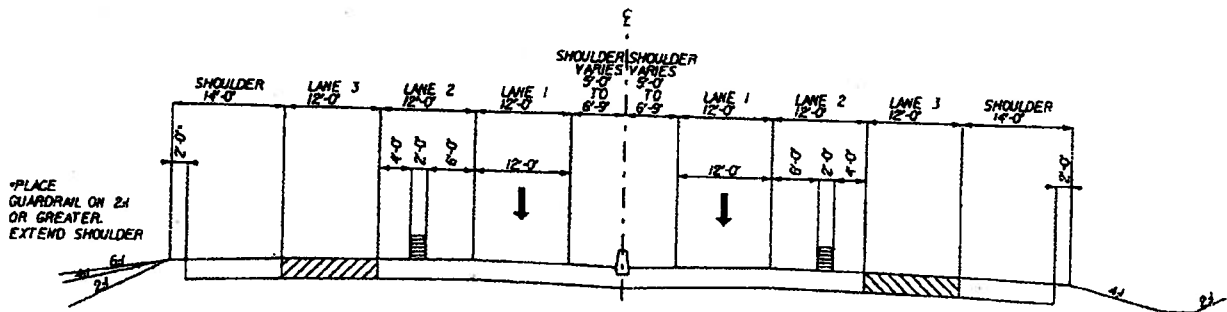 ℄
SHOULDER SHOULDER
VARIES VARIES
5'-0" 5'-0"
TO TO
6'-9" 6'-9"
SHOULDER
14'-0"
LANE 3
12'-0"
LANE 2
12'-0"
LANE 1
12'-0"
LANE 1
12'-0"
LANE 2
12'-0"
LANE 3
12'-0"
SHOULDER
14'-0"
2'-0"*
4'-0" 2'-0" 6'-0" 12'-0"
12'-0" 6'-0" 2'-0" 4'-0"
2'-0"
*PLACE
GUARDRAIL ON 2:1
OR GREATER.
EXTEND SHOULDER
6:1
4:1
2:1
4:1
2:1